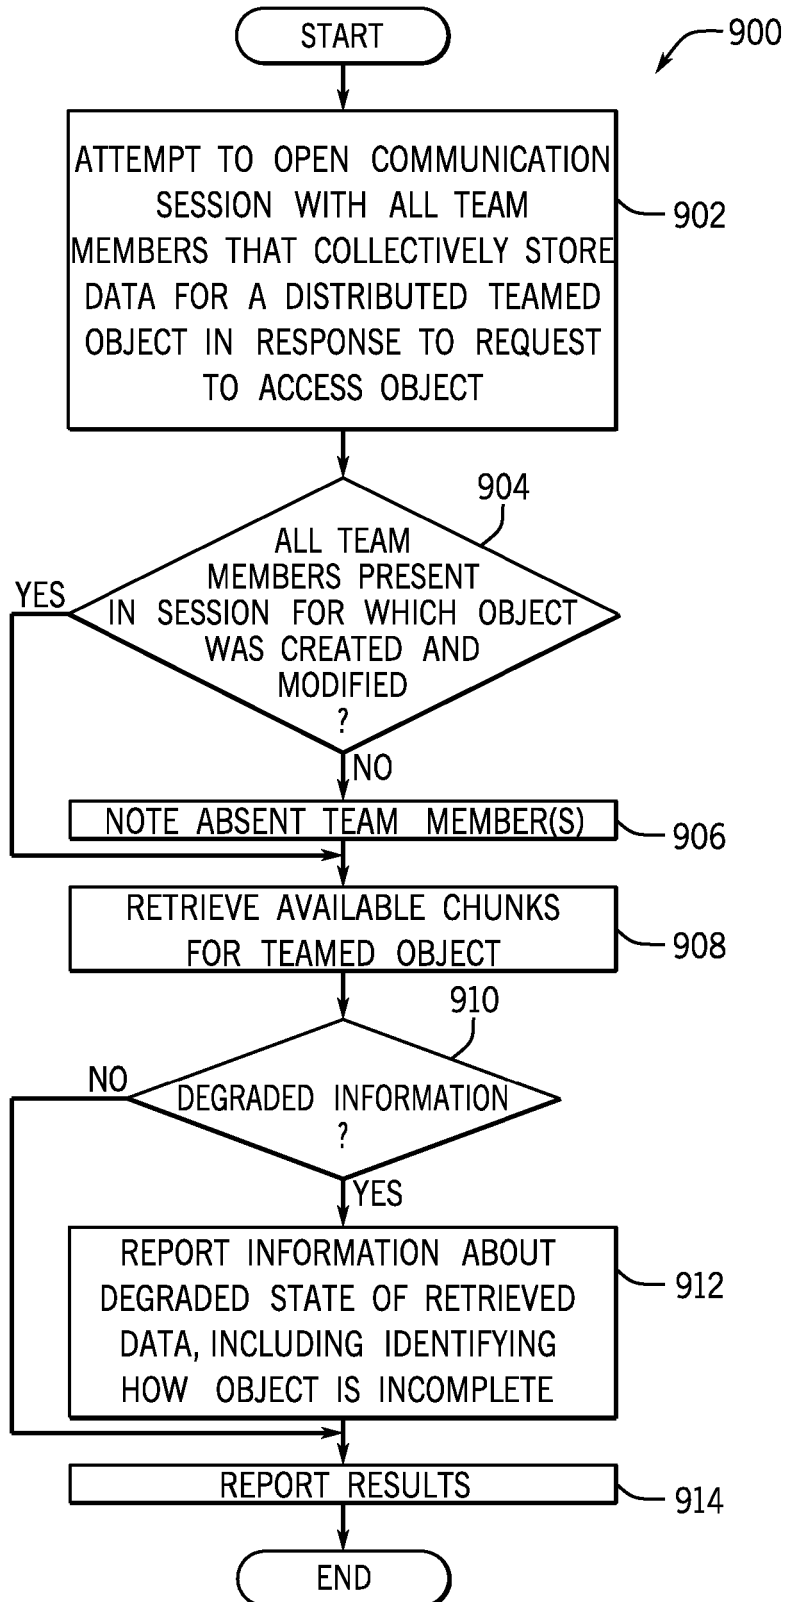 START
900
ATTEMPT TO OPEN COMMUNICATION
SESSION WITH ALL TEAM
MEMBERS THAT COLLECTIVELY STORE
DATA FOR A DISTRIBUTED TEAMED
OBJECT IN RESPONSE TO REQUEST
TO ACCESS OBJECT
902
904
ALL TEAM
MEMBERS PRESENT
IN SESSION FOR WHICH OBJECT
WAS CREATED AND
MODIFIED
?
YES
NO
NOTE ABSENT TEAM MEMBER(S)
906
RETRIEVE AVAILABLE CHUNKS
FOR TEAMED OBJECT
908
910
NO
DEGRADED INFORMATION
?
YES
REPORT INFORMATION ABOUT
DEGRADED STATE OF RETRIEVED
DATA, INCLUDING IDENTIFYING
HOW OBJECT IS INCOMPLETE
912
REPORT RESULTS
914
END